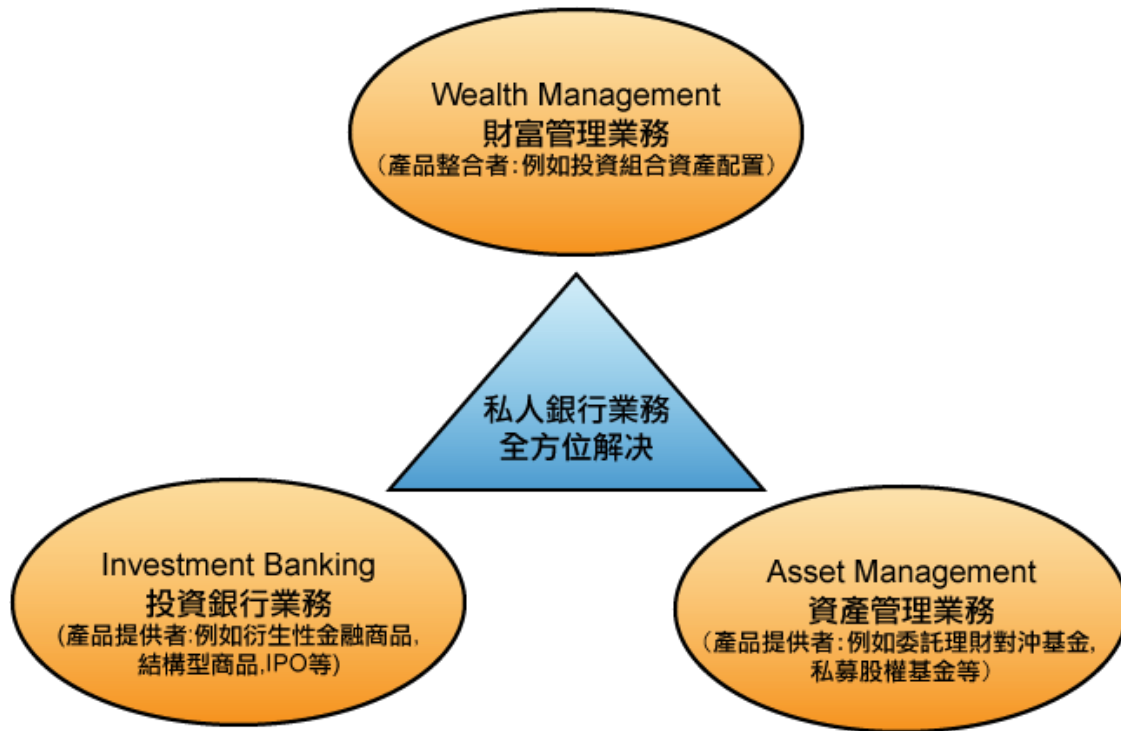 Wealth Management
財富管理業務
（產品整合者：例如投資組合資產配置）
私人銀行業務
全方位解決
Investment Banking
投資銀行業務
(產品提供者:例如衍生性金融商品,
結構型商品,IPO等)
Asset Management
資產管理業務
（產品提供者：例如委託理財對沖基金,
私募股權基金等）